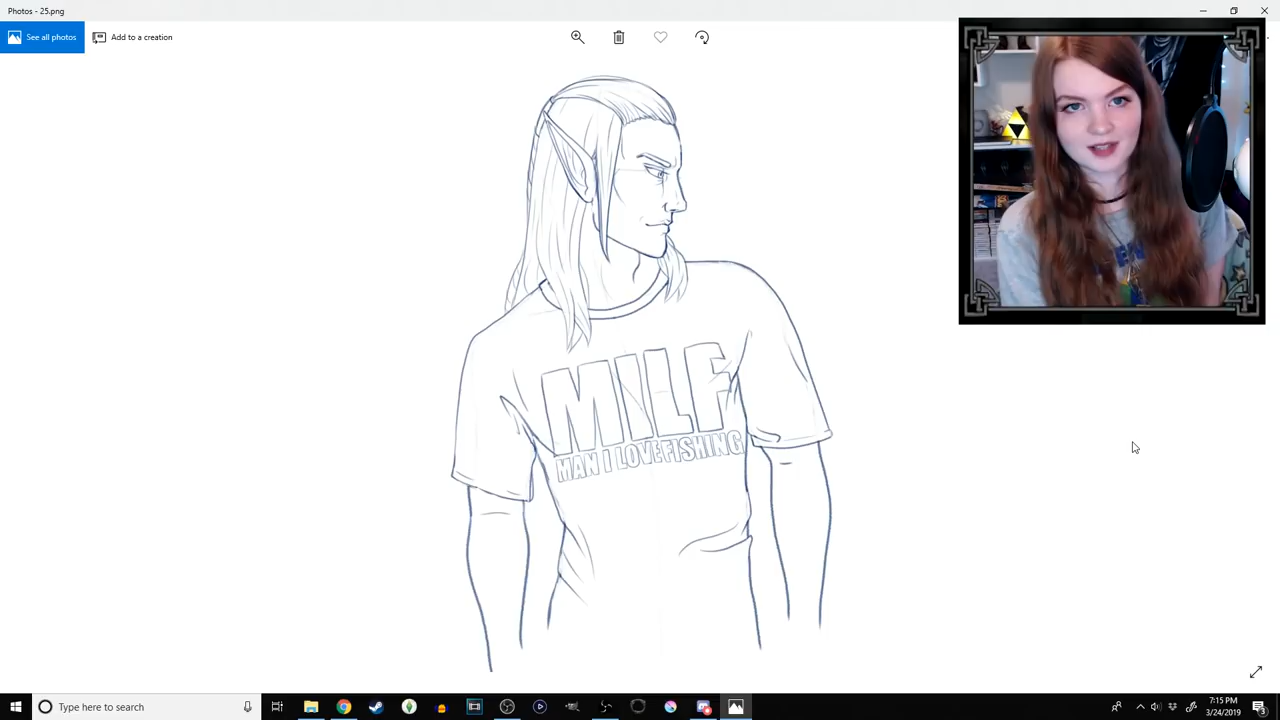 Photos - 25.png
See all photos
Add to a creation
MILF
MAN I LOVE FISHING
Type here to search
7:15 PM
3/24/2019
3